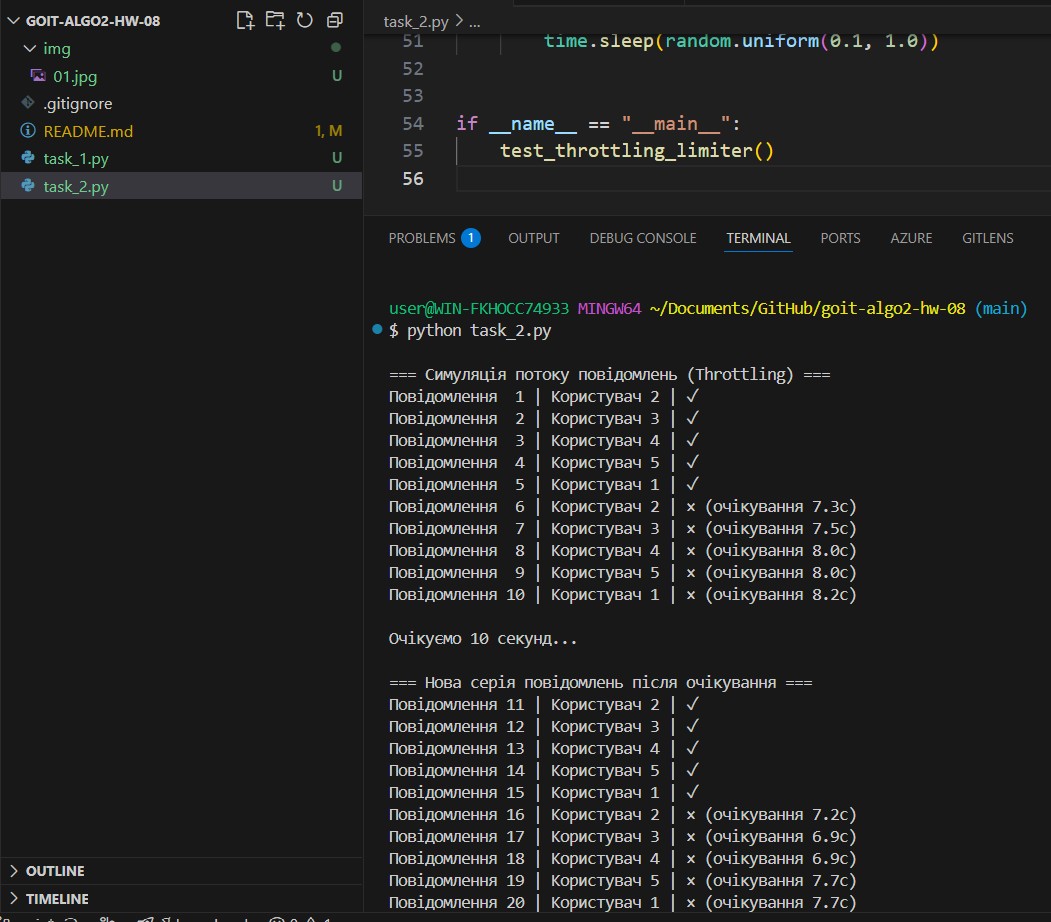 GOIT-ALGO2-HW-08
img
01.jpg U
.gitignore
README.md 1, M
task_1.py U
task_2.py U
OUTLINE
TIMELINE
task_2.py > ...
51 time.sleep(random.uniform(0.1, 1.0))
52
53
54 if __name__ == "__main__":
55 test_throttling_limiter()
56
PROBLEMS 1 OUTPUT DEBUG CONSOLE TERMINAL PORTS AZURE GITLENS
user@WIN-FKHOCC74933 MINGW64 ~/Documents/GitHub/goit-algo2-hw-08 (main)
$ python task_2.py
=== Симуляція потоку повідомлень (Throttling) ===
Повідомлення  1 | Користувач 2 | ✓
Повідомлення  2 | Користувач 3 | ✓
Повідомлення  3 | Користувач 4 | ✓
Повідомлення  4 | Користувач 5 | ✓
Повідомлення  5 | Користувач 1 | ✓
Повідомлення  6 | Користувач 2 | × (очікування 7.3с)
Повідомлення  7 | Користувач 3 | × (очікування 7.5с)
Повідомлення  8 | Користувач 4 | × (очікування 8.0с)
Повідомлення  9 | Користувач 5 | × (очікування 8.0с)
Повідомлення 10 | Користувач 1 | × (очікування 8.2с)
Очікуємо 10 секунд...
=== Нова серія повідомлень після очікування ===
Повідомлення 11 | Користувач 2 | ✓
Повідомлення 12 | Користувач 3 | ✓
Повідомлення 13 | Користувач 4 | ✓
Повідомлення 14 | Користувач 5 | ✓
Повідомлення 15 | Користувач 1 | ✓
Повідомлення 16 | Користувач 2 | × (очікування 7.2с)
Повідомлення 17 | Користувач 3 | × (очікування 6.9с)
Повідомлення 18 | Користувач 4 | × (очікування 6.9с)
Повідомлення 19 | Користувач 5 | × (очікування 7.7с)
Повідомлення 20 | Користувач 1 | × (очікування 7.7с)